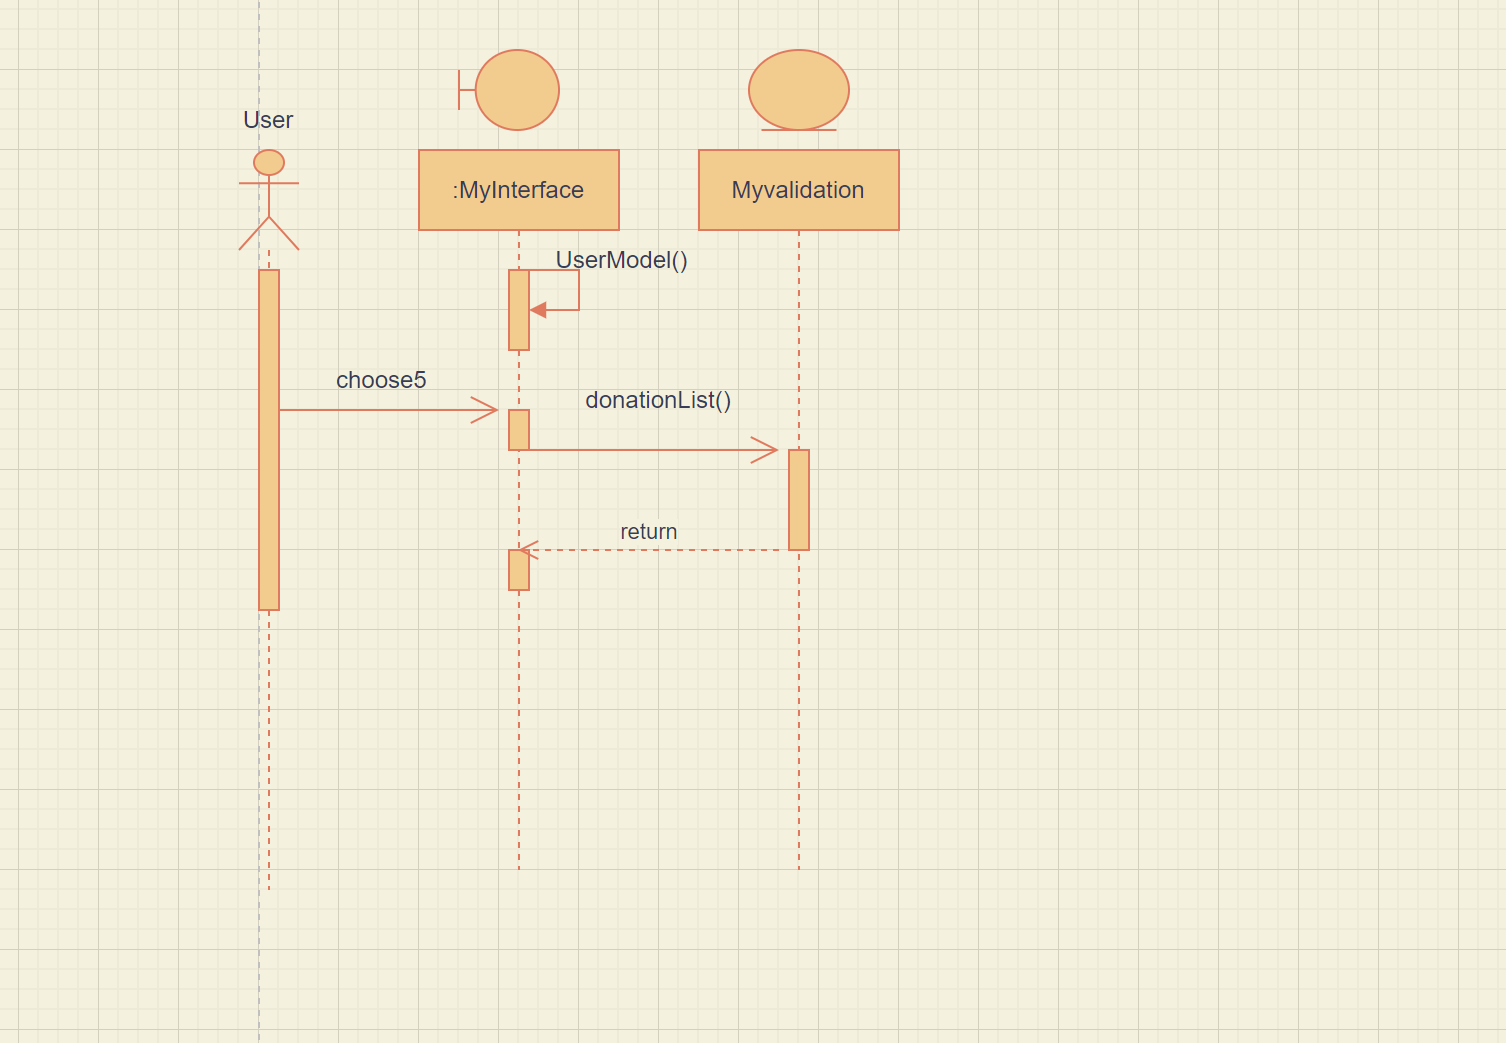 User
:MyInterface
Myvalidation
UserModel()
choose5
donationList()
return